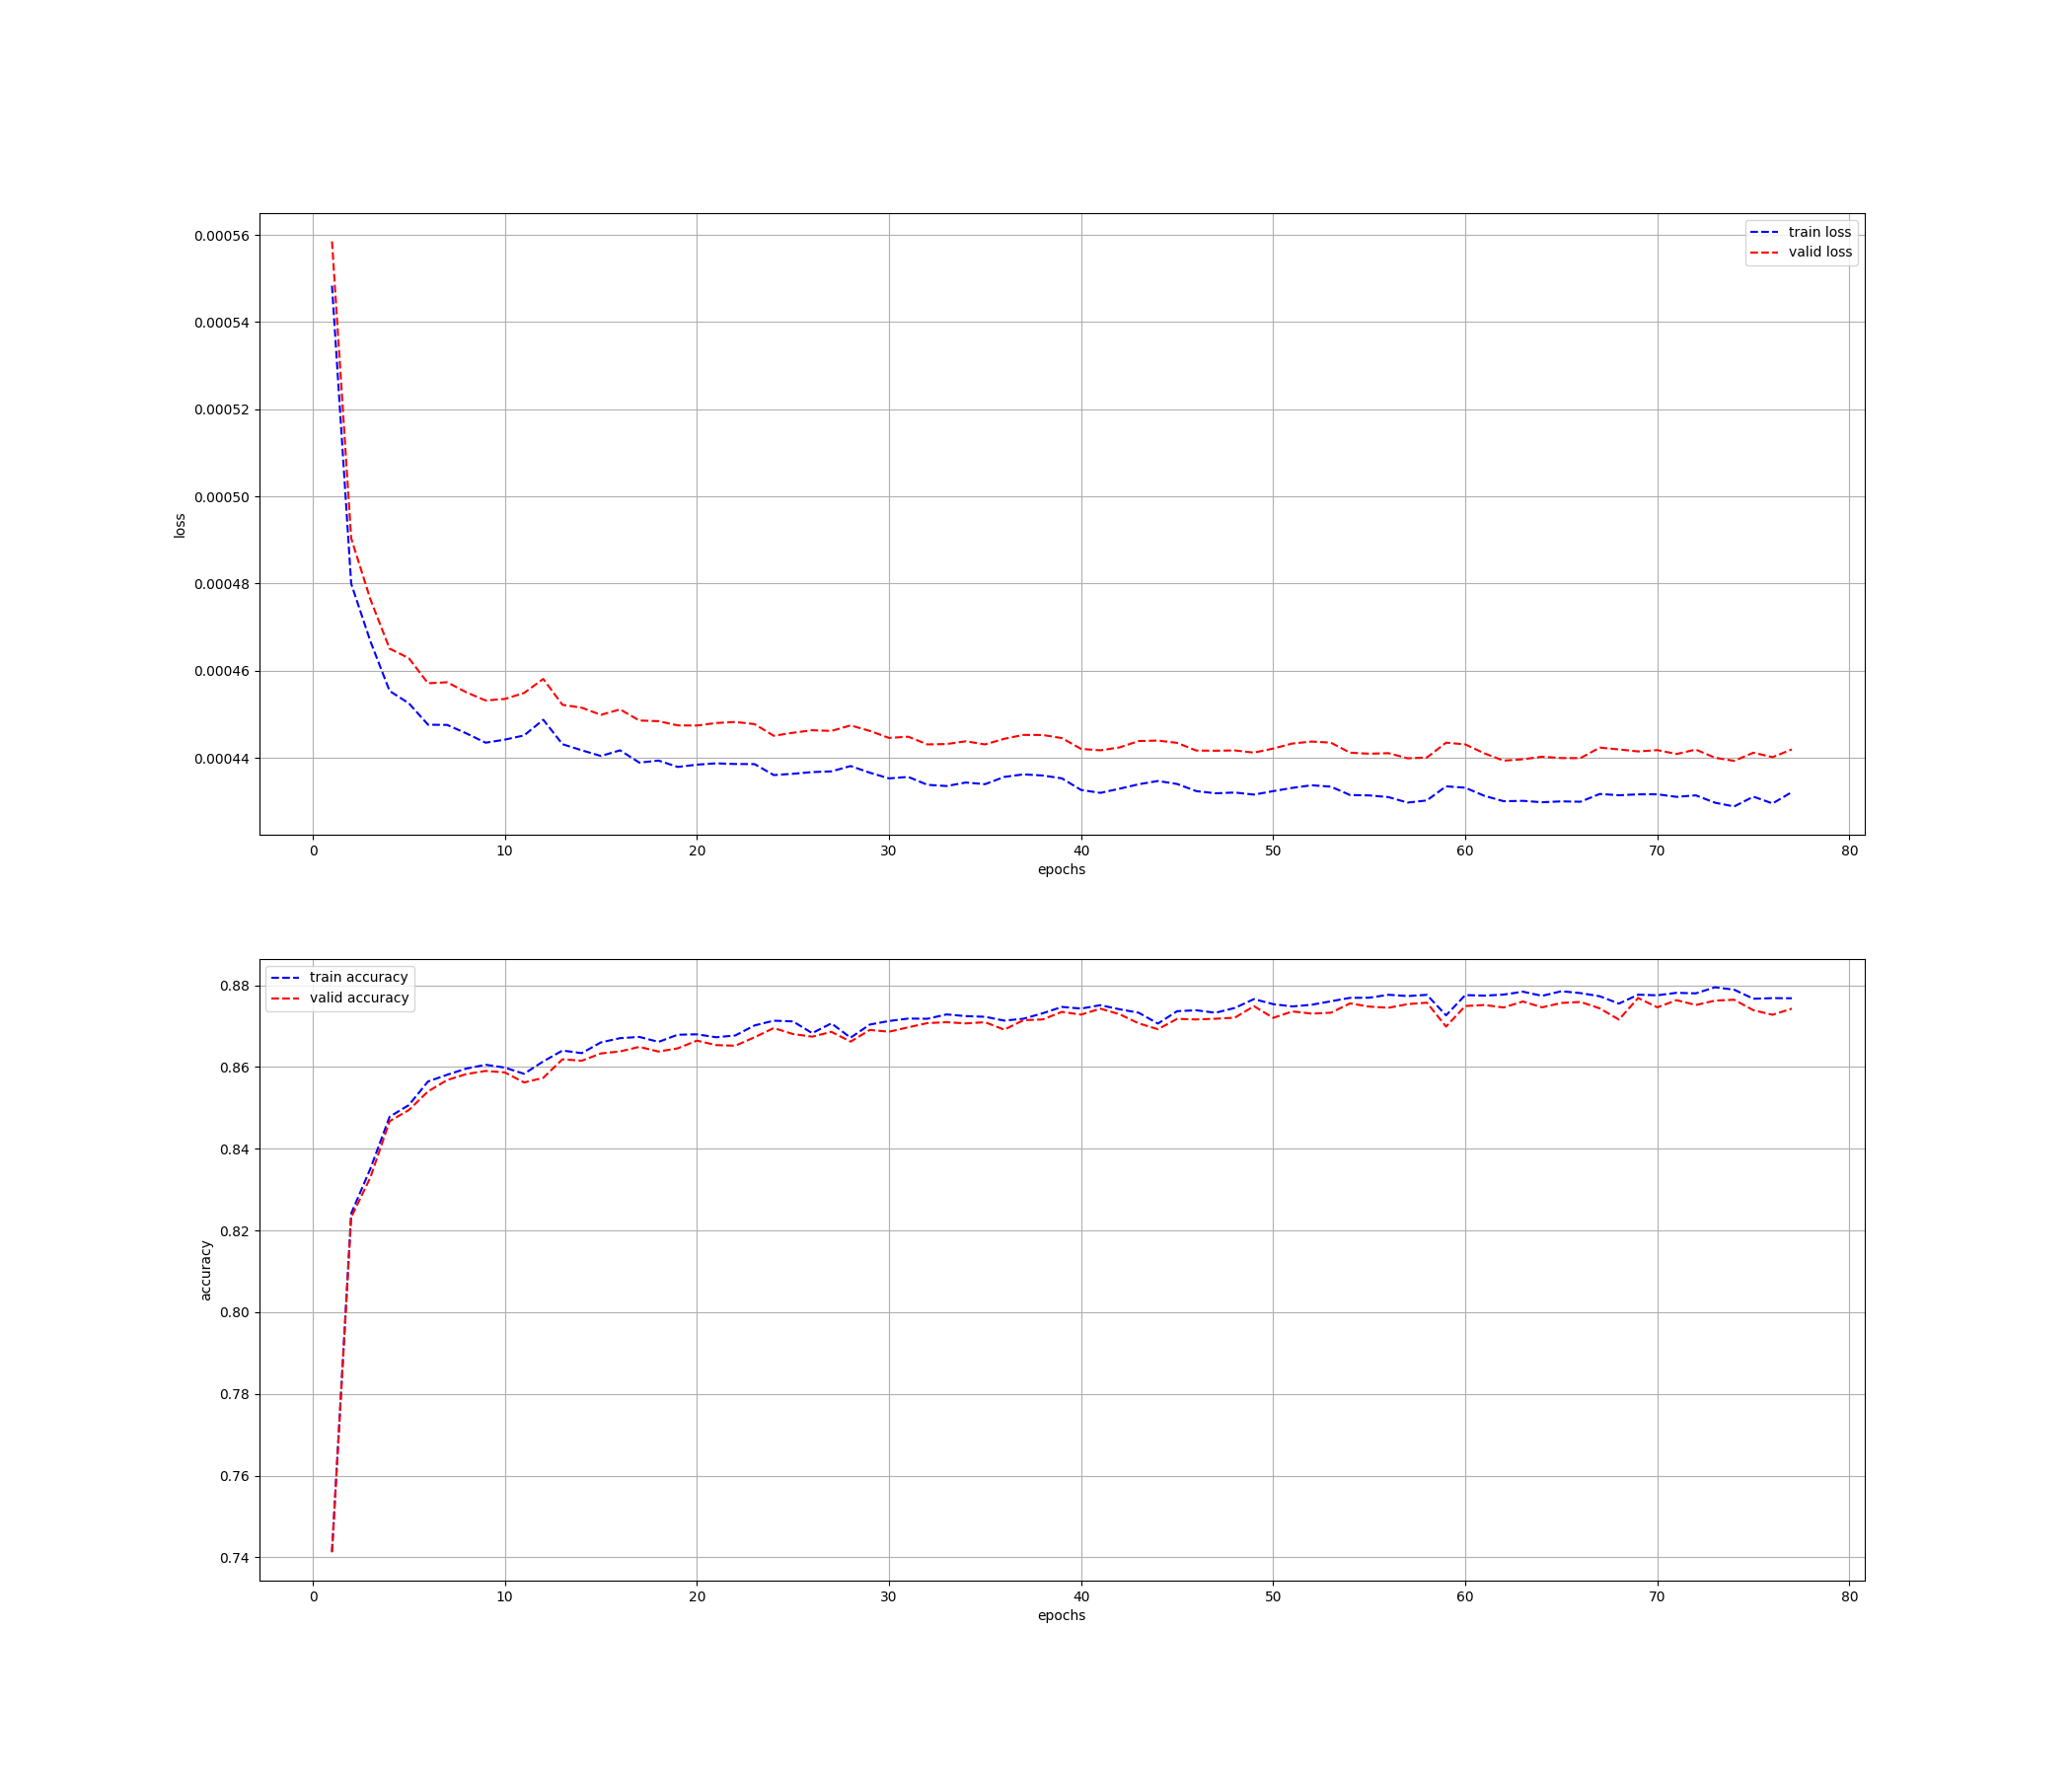 train loss
valid loss
0.00056
0.00054
0.00052
0.00050
0.00048
0.00046
0.00044
loss
0 10 20 30 40 50 60 70 80
epochs
train accuracy
valid accuracy
0.88
0.86
0.84
0.82
0.80
0.78
0.76
0.74
accuracy
0 10 20 30 40 50 60 70 80
epochs